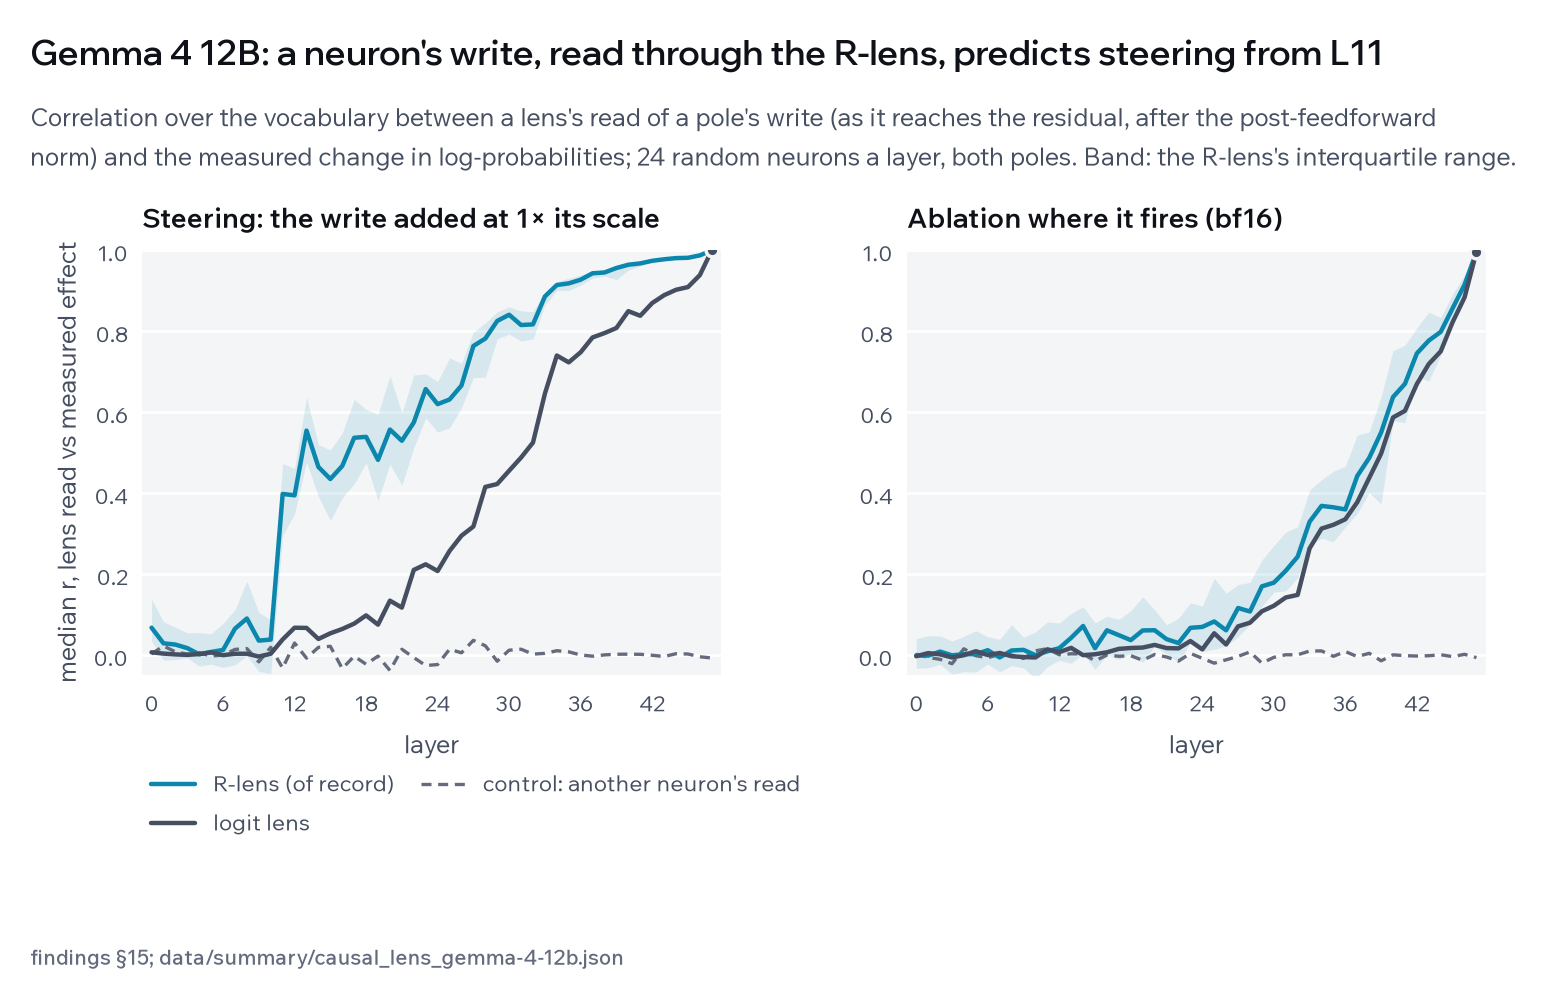 Gemma 4 12B: a neuron's write, read through the R-lens, predicts steering from L11
Correlation over the vocabulary between a lens's read of a pole's write (as it reaches the residual, after the post-feedforward
norm) and the measured change in log-probabilities; 24 random neurons a layer, both poles. Band: the R-lens's interquartile range.
Steering: the write added at 1× its scale
median r, lens read vs measured effect
1.0
0.8
0.6
0.4
0.2
0.0
0 6 12 18 24 30 36 42
layer
Ablation where it fires (bf16)
1.0
0.8
0.6
0.4
0.2
0.0
0 6 12 18 24 30 36 42
layer
R-lens (of record) control: another neuron's read
logit lens
findings §15; data/summary/causal_lens_gemma-4-12b.json